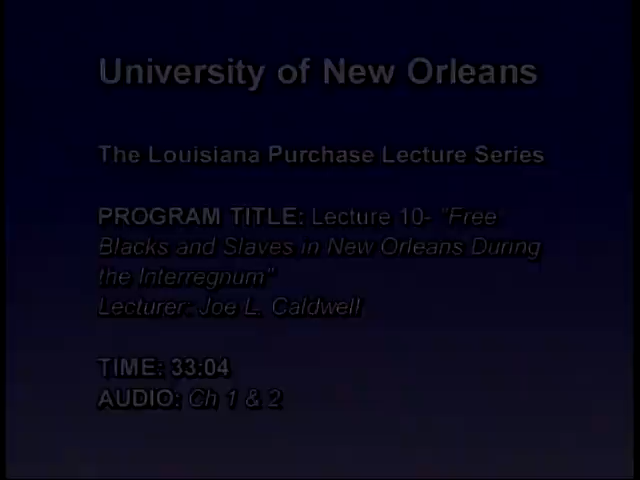 University of New Orleans
The Louisiana Purchase Lecture Series
PROGRAM TITLE: Lecture 10- "Free
Blacks and Slaves in New Orleans During
the Interregnum"
Lecturer: Joe L. Caldwell
TIME: 33:04
AUDIO: Ch 1 & 2